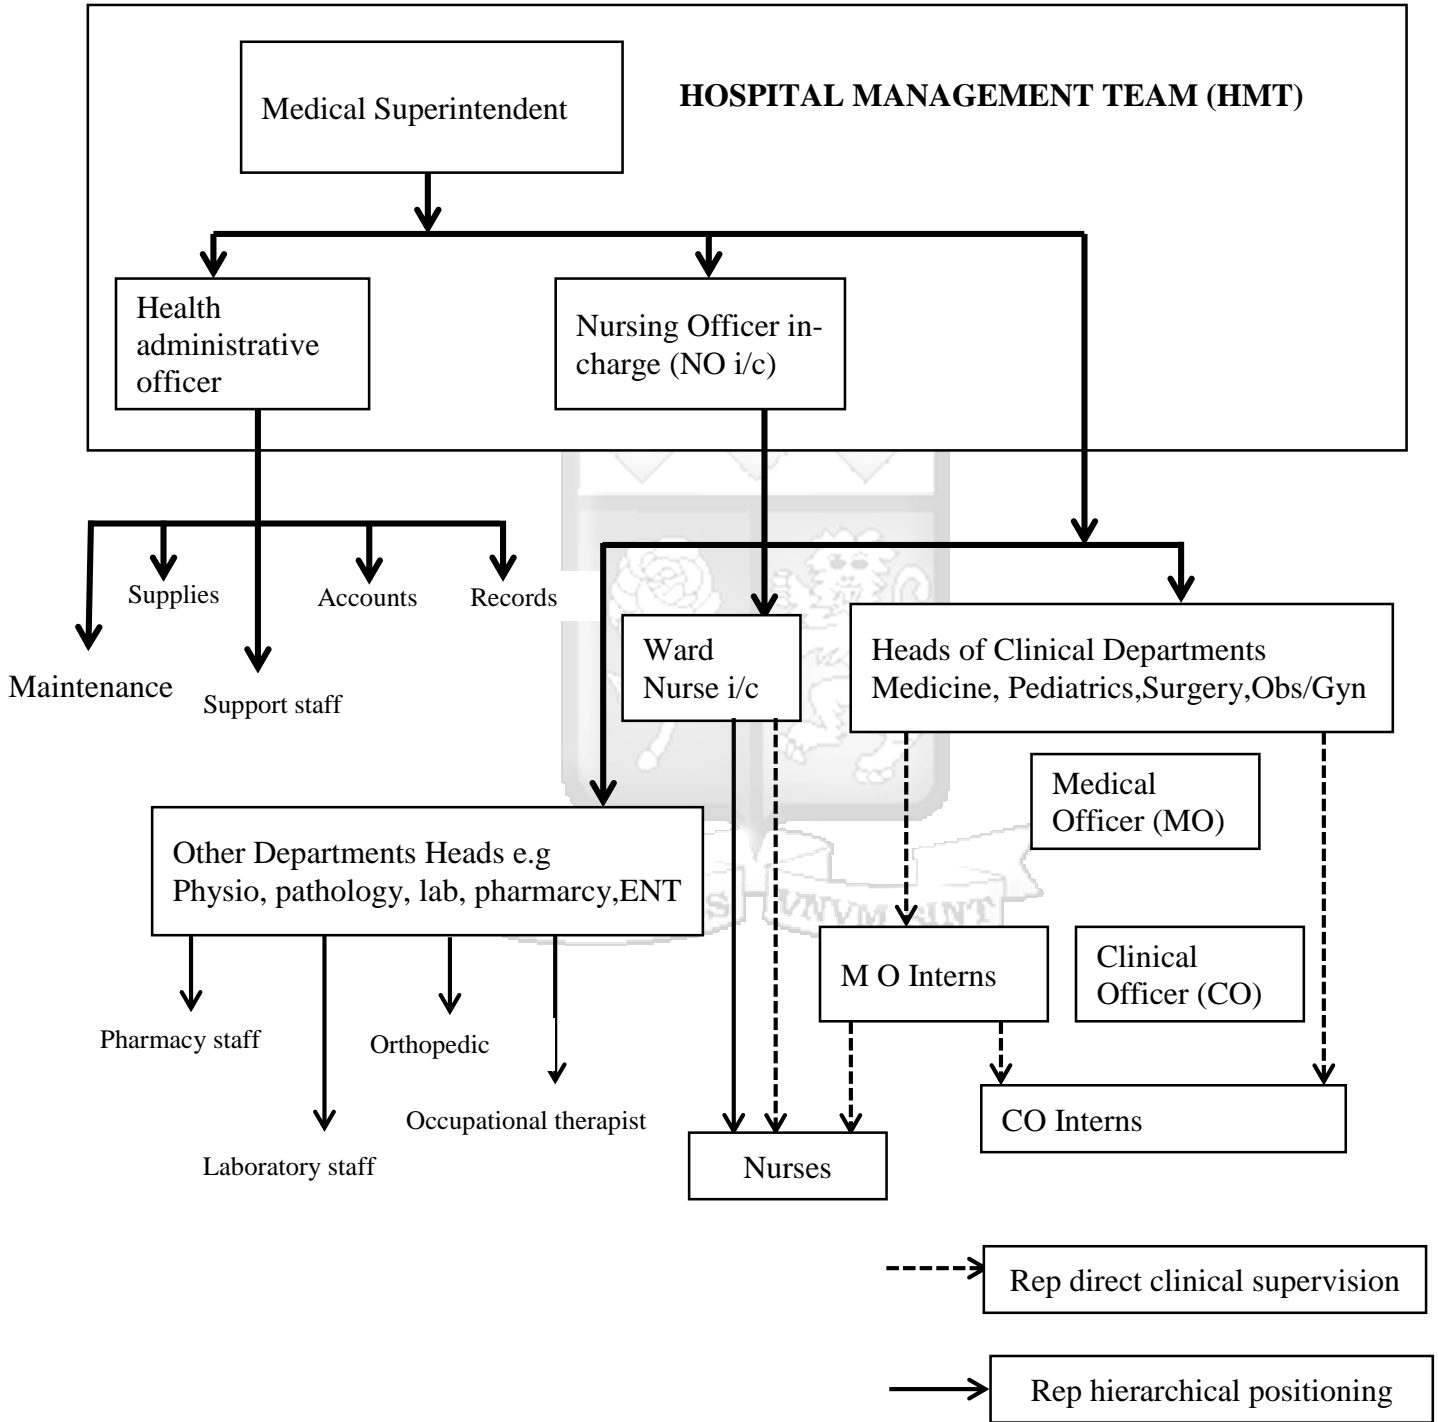 HOSPITAL MANAGEMENT TEAM (HMT)
Medical Superintendent
Health
administrative
officer
Nursing Officer in-
charge (NO i/c)
Supplies
Accounts
Records
Maintenance
Support staff
Ward
Nurse i/c
Heads of Clinical Departments
Medicine, Pediatrics,Surgery,Obs/Gyn
Medical
Officer (MO)
Other Departments Heads e.g
Physio, pathology, lab, pharmarcy,ENT
VNVM SINT
M O Interns
Clinical
Officer (CO)
Pharmacy staff
Orthopedic
Occupational therapist
Laboratory staff
CO Interns
Nurses
Rep direct clinical supervision
Rep hierarchical positioning